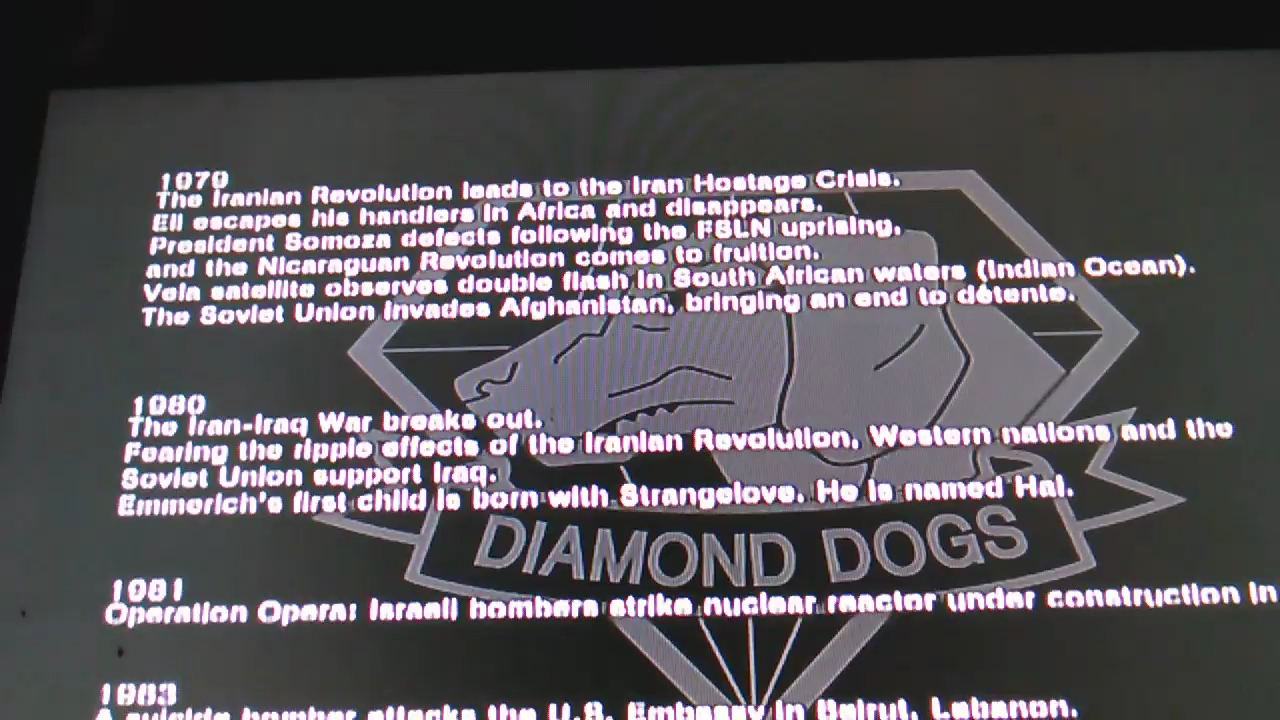 1979
The Iranian Revolution leads to the Iran Hostage Crisis.
Eli escapes his handlers in Africa and disappears.
President Somoza defects following the FSLN uprising,
and the Nicaraguan Revolution comes to fruition.
Vela satellite observes double flash in South African waters (Indian Ocean).
The Soviet Union invades Afghanistan, bringing an end to détente.
1980
The Iran-Iraq War breaks out.
Fearing the ripple effects of the Iranian Revolution, Western nations and the
Soviet Union support Iraq.
Emmerich's first child is born with Strangelove. He is named Hal.
DIAMOND DOGS
1981
Operation Opera: Israeli bombers strike nuclear reactor under construction in
1983
A suicide bomber attacks the U.S. Embassy in Beirut, Lebanon.